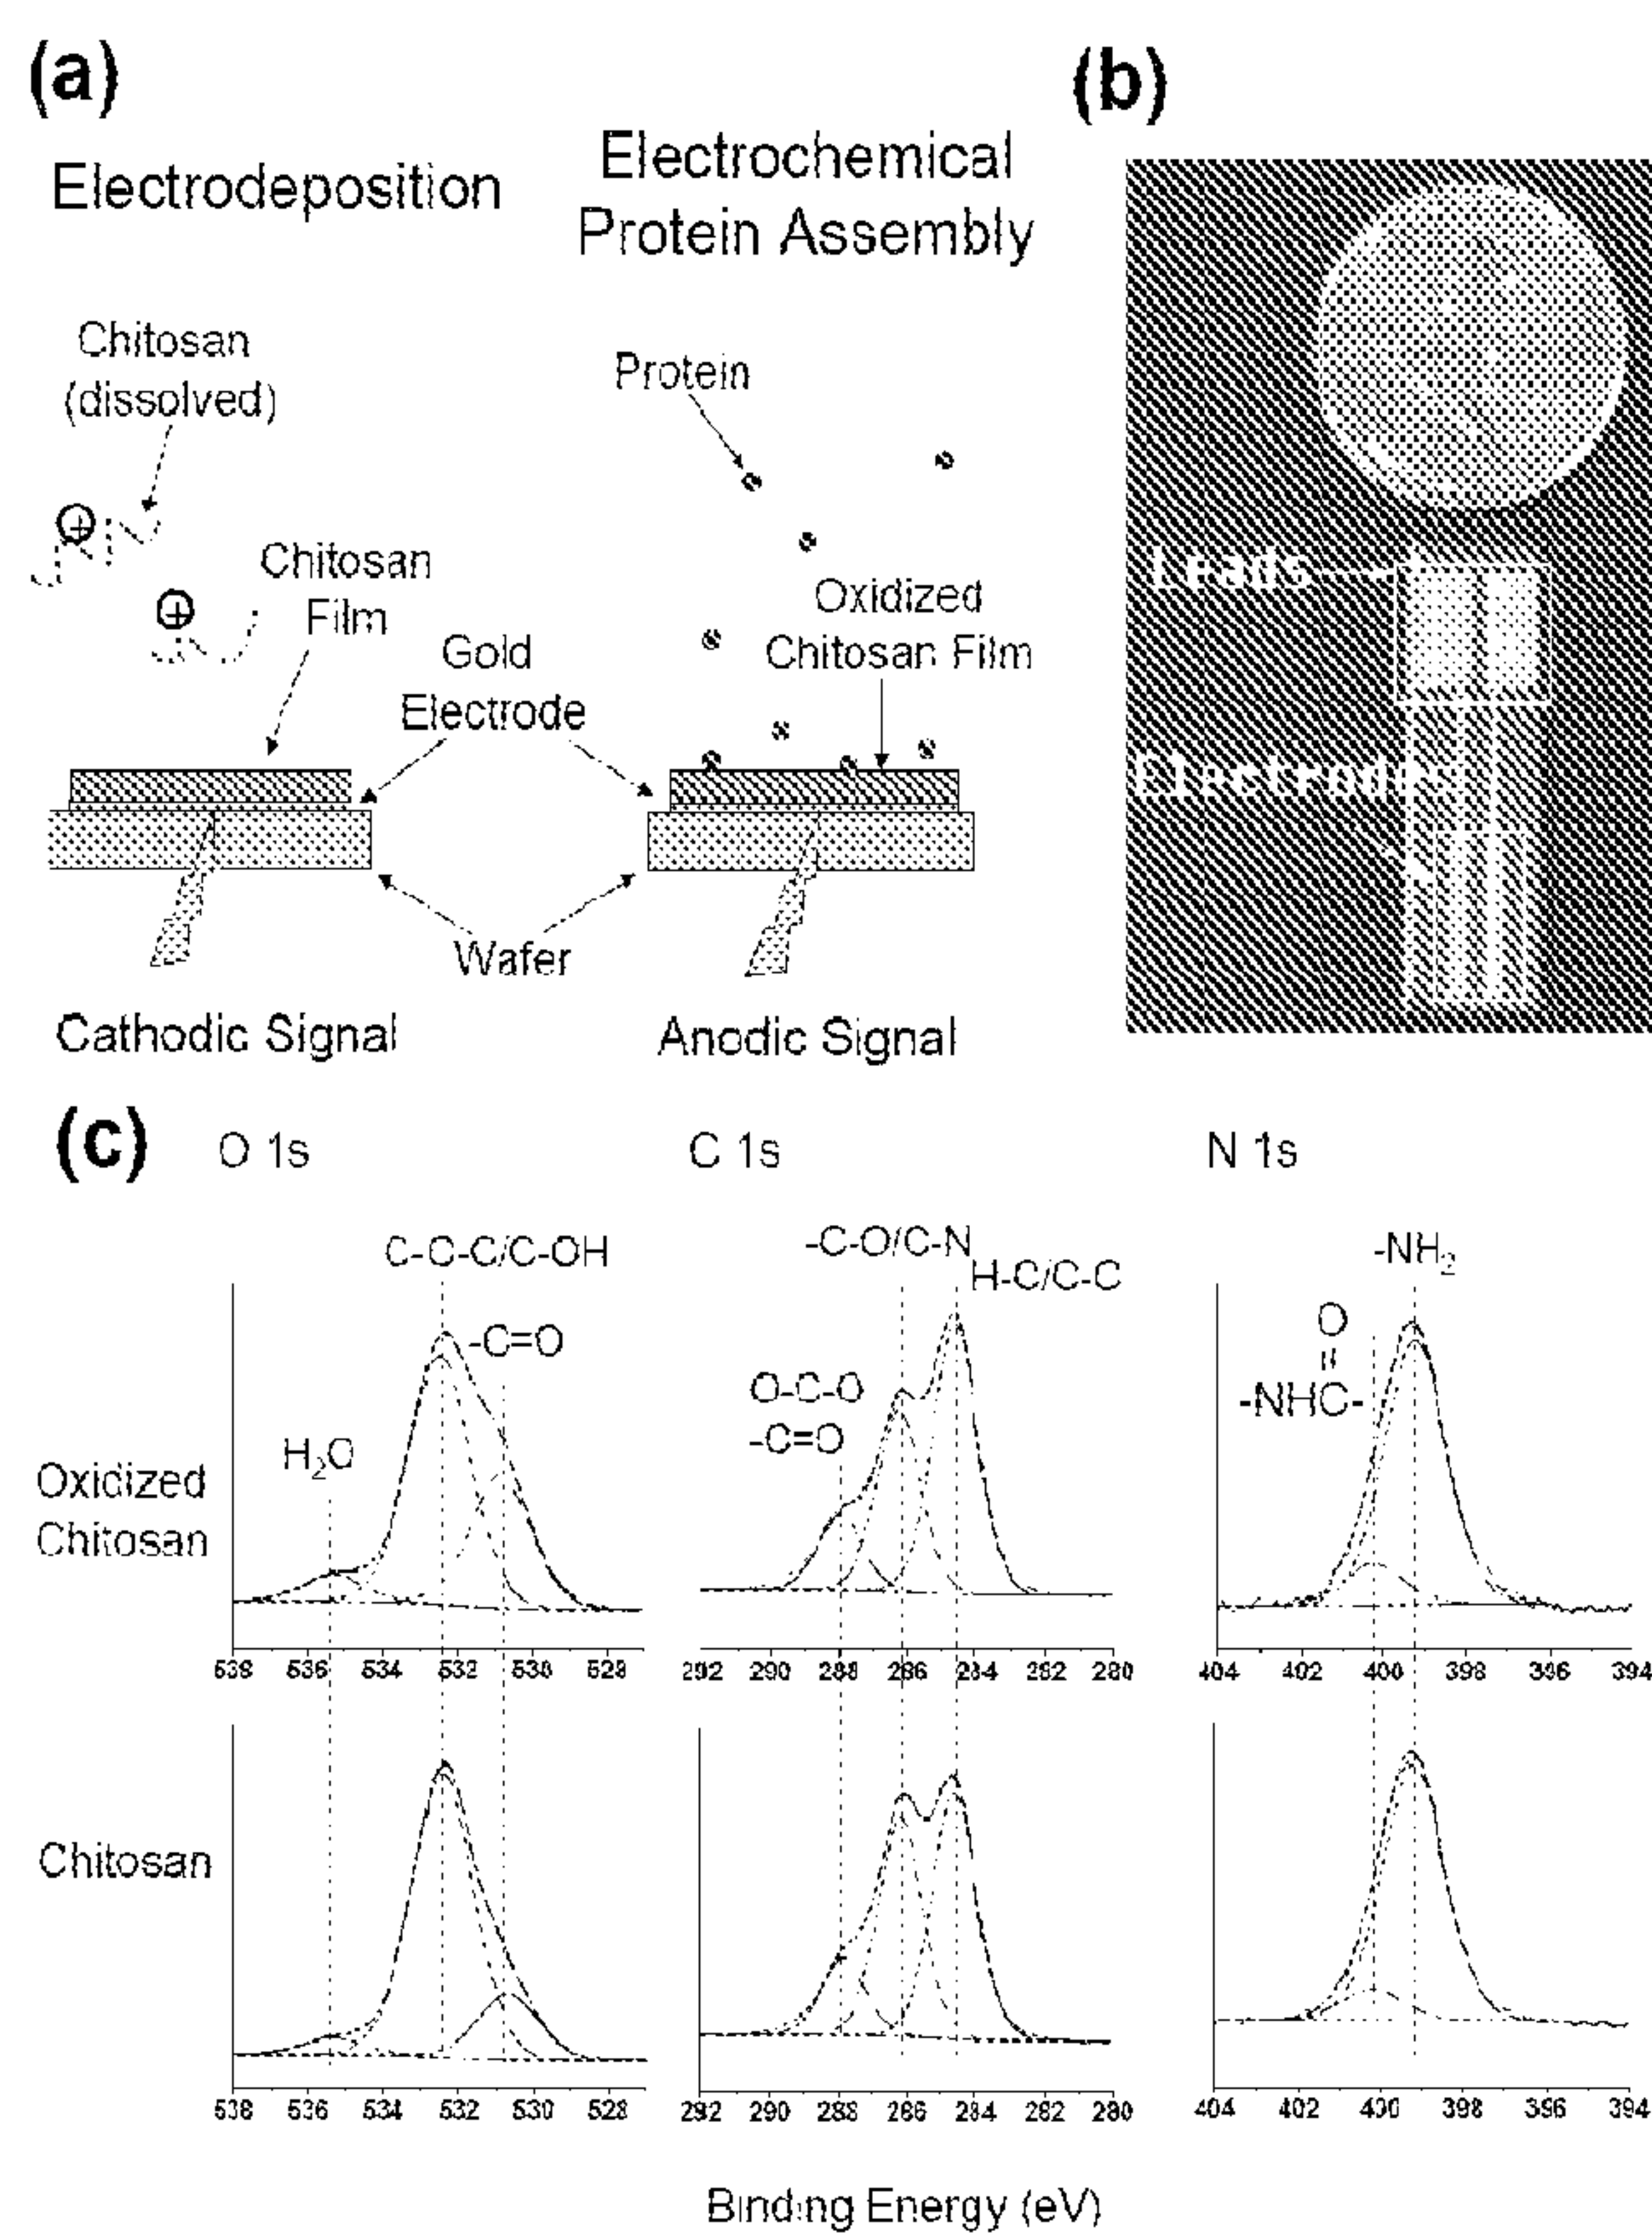 (a)
Electrodeposition
Electrochemical
Protein Assembly
Chitosan
(dissolved)
Protein
Chitosan
Film
Gold
Electrode
Oxidized
Chitosan Film
Wafer
Cathodic Signal
Anodic Signal
(b)
Leads
Electrodes
(c)
O 1s
C 1s
N 1s
C-O-C/C-OH
-C=O
H2O
-C-O/C-N
H-C/C-C
O-C-O
-C=O
-NH2
O
=
-NHC-
Oxidized
Chitosan
538 536 534 532 530 528
292 290 288 286 284 282 280
404 402 400 398 396 394
Chitosan
538 536 534 532 530 528
292 290 288 286 284 282 280
404 402 400 398 396 394
Binding Energy (eV)